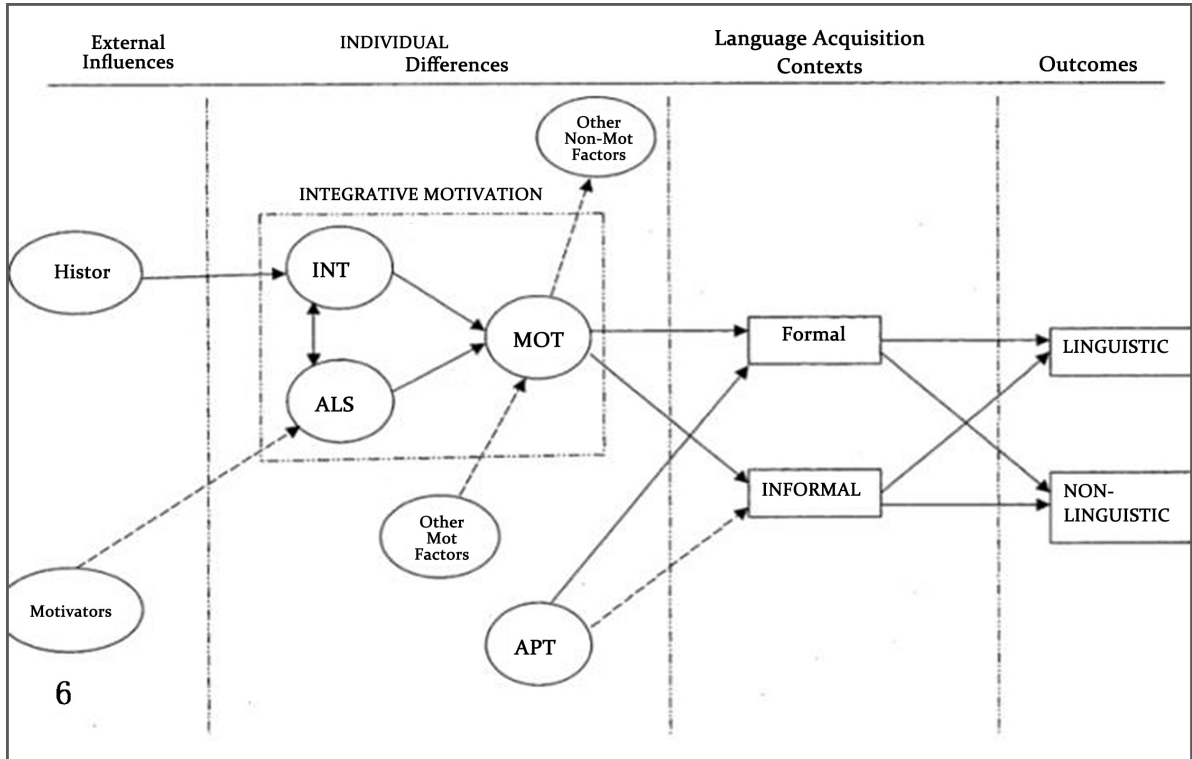 External
Influences
INDIVIDUAL
Differences
Language Acquisition
Contexts
Outcomes
Other
Non-Mot
Factors
INTEGRATIVE MOTIVATION
Histor
INT
MOT
ALS
Formal
LINGUISTIC
INFORMAL
NON-
LINGUISTIC
Other
Mot
Factors
Motivators
APT
6